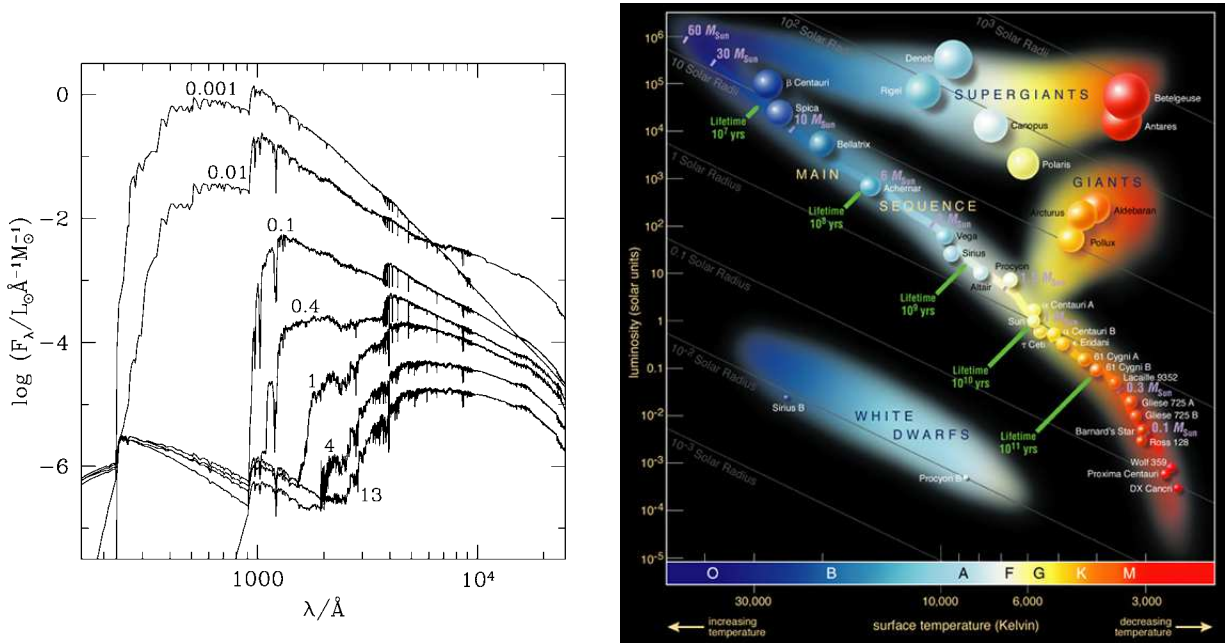 0.001
0.01
0.1
0.4
1
4
13
0
−2
−4
−6
log (F_λ/L_⊙Å⁻¹M_⊙⁻¹)
1000
10⁴
λ/Å
10⁶
10⁵
10⁴
10³
10²
10
1
0.1
10⁻²
10⁻³
10⁻⁴
10⁻⁵
luminosity (solar units)
60 M_Sun
30 M_Sun
10² Solar Radii
10³ Solar Radii
10 Solar Radii
1 Solar Radius
0.1 Solar Radius
10⁻² Solar Radius
10⁻³ Solar Radius
Deneb
β Centauri
Rigel
SUPERGIANTS
Betelgeuse
Spica
10 M_Sun
Canopus
Antares
Lifetime
10⁷ yrs
Bellatrix
Polaris
MAIN
6 M_Sun
GIANTS
Achernar
SEQUENCE
Arcturus
Aldebaran
Lifetime
10⁸ yrs
Vega
Pollux
Sirius
Procyon
Altair
Lifetime
10⁹ yrs
α Centauri A
Sun
α Centauri B
τ Ceti
ε Eridani
61 Cygni A
61 Cygni B
Lifetime
10¹⁰ yrs
Lacaille 9352
0.3 M_Sun
Gliese 725 A
Gliese 725 B
Sirius B
WHITE
DWARFS
Barnard's Star
0.1 M_Sun
Ross 128
Lifetime
10¹¹ yrs
Wolf 359
Proxima Centauri
DX Cancri
Procyon B
O B A F G K M
30,000
10,000
6,000
3,000
increasing
temperature
surface temperature (Kelvin)
decreasing
temperature